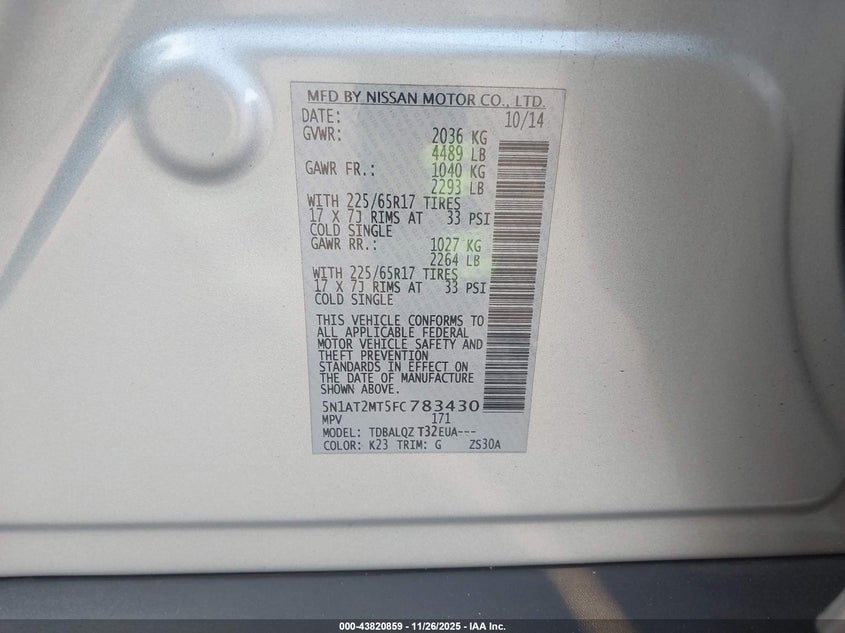 MFD BY NISSAN MOTOR CO., LTD.
DATE: 10/14
GVWR: 2036 KG
4489 LB
GAWR FR.: 1040 KG
2293 LB
WITH 225/65R17 TIRES
17 X 7J RIMS AT 33 PSI
COLD SINGLE
GAWR RR.: 1027 KG
2264 LB
WITH 225/65R17 TIRES
17 X 7J RIMS AT 33 PSI
COLD SINGLE
THIS VEHICLE CONFORMS TO
ALL APPLICABLE FEDERAL
MOTOR VEHICLE SAFETY AND
THEFT PREVENTION
STANDARDS IN EFFECT ON
THE DATE OF MANUFACTURE
SHOWN ABOVE.
5N1AT2MT5FC783430
MPV 171
MODEL: TDBALQZ T32EUA---
COLOR: K23 TRIM: G ZS30A
000-43820859 - 11/26/2025 - IAA Inc.